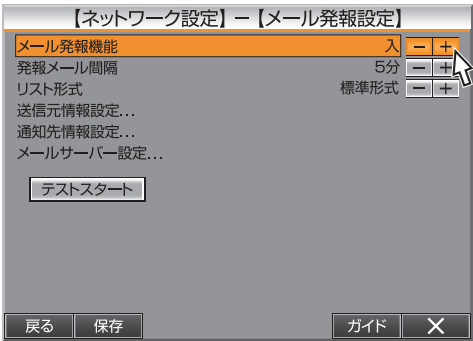 【ネットワーク設定】－【メール発報設定】
メール発報機能 入 － ＋
発報メール間隔 5分 － ＋
リスト形式 標準形式 － ＋
送信元情報設定...
通知先情報設定...
メールサーバー設定...
テストスタート
戻る 保存 ガイド ×